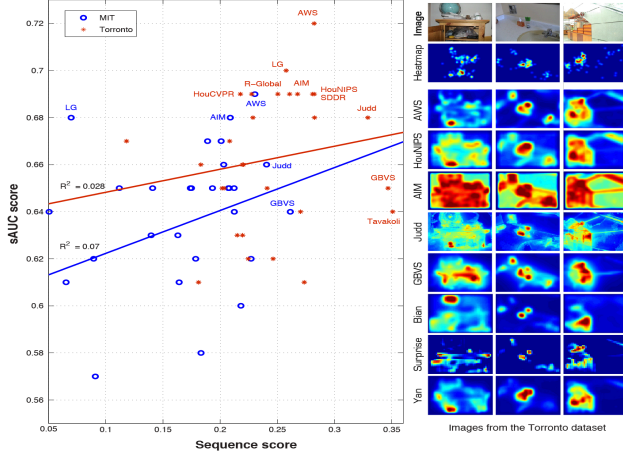 MIT
Torronto
AWS
LG
R-Global
AiM
HouNIPS
HouCVPR
SDDR
AWS
LG
AiM
Judd
Judd
R² = 0.028
GBVS
GBVS
Tavakoli
R² = 0.07
sAUC score
0.72
0.7
0.68
0.66
0.64
0.62
0.6
0.58
0.56
0.05
0.1
0.15
0.2
0.25
0.3
0.35
Sequence score
Image
Heatmap
AWS
HouNIPS
AIM
Judd
GBVS
Bian
Surprise
Yan
Images from the Torronto dataset